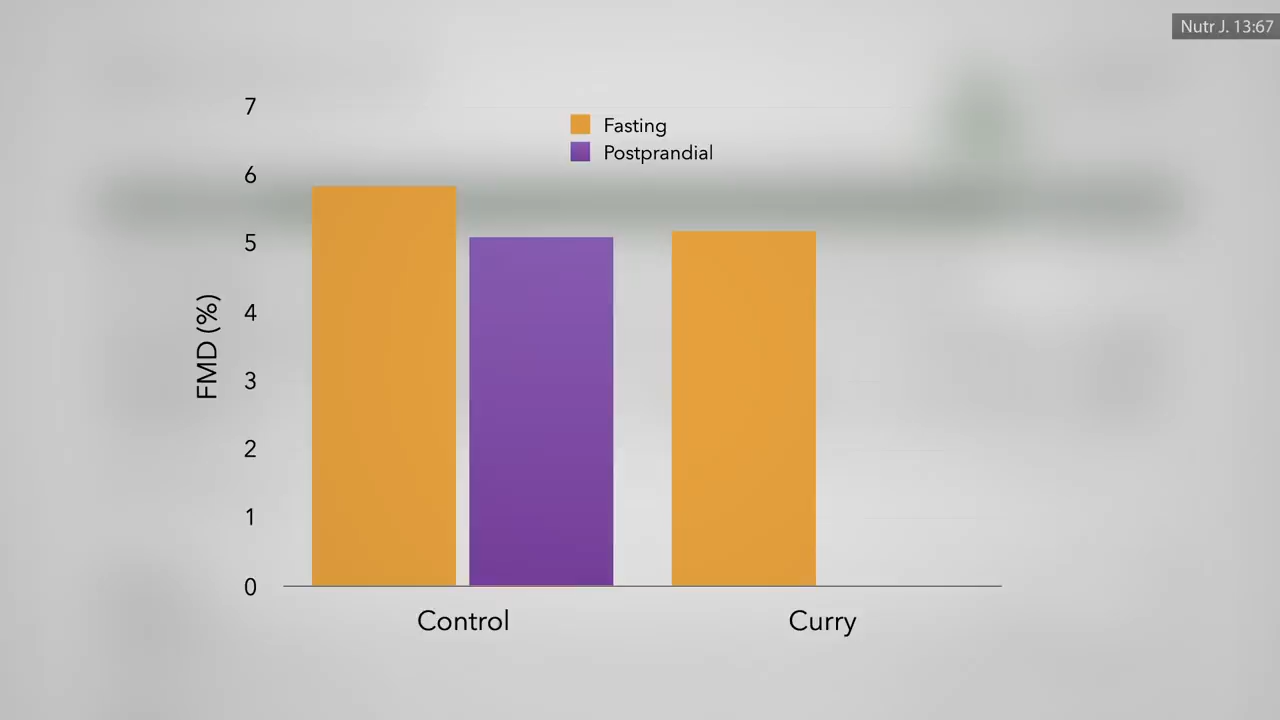 Nutr J. 13:67
7
Fasting
Postprandial
6
5
4
3
2
1
0
FMD (%)
Control
Curry